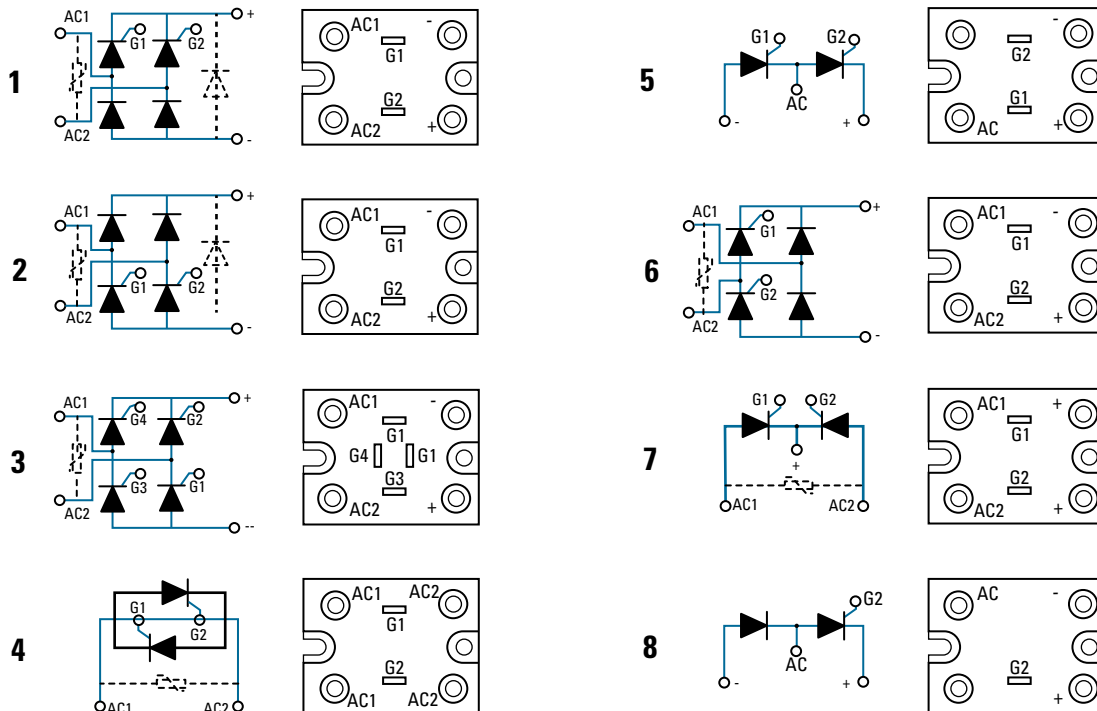 1
AC1
G1
G2
+
AC2
-
AC1
-
G1
G2
AC2
+
2
AC1
+
G1
G2
AC2
-
AC1
-
G1
G2
AC2
+
3
AC1
+
G4
G2
G3
G1
AC2
--
AC1
-
G1
G4
G1
G3
AC2
+
4
G1
G2
AC1
AC2
AC1
AC2
G1
G2
AC1
AC2
5
G1
G2
AC
-
+
-
G2
G1
AC
+
6
AC1
+
G1
G2
AC2
-
AC1
-
G1
G2
AC2
+
7
G1
G2
+
AC1
AC2
AC1
+
G1
G2
AC2
+
8
G2
AC
-
+
AC
-
G2
+